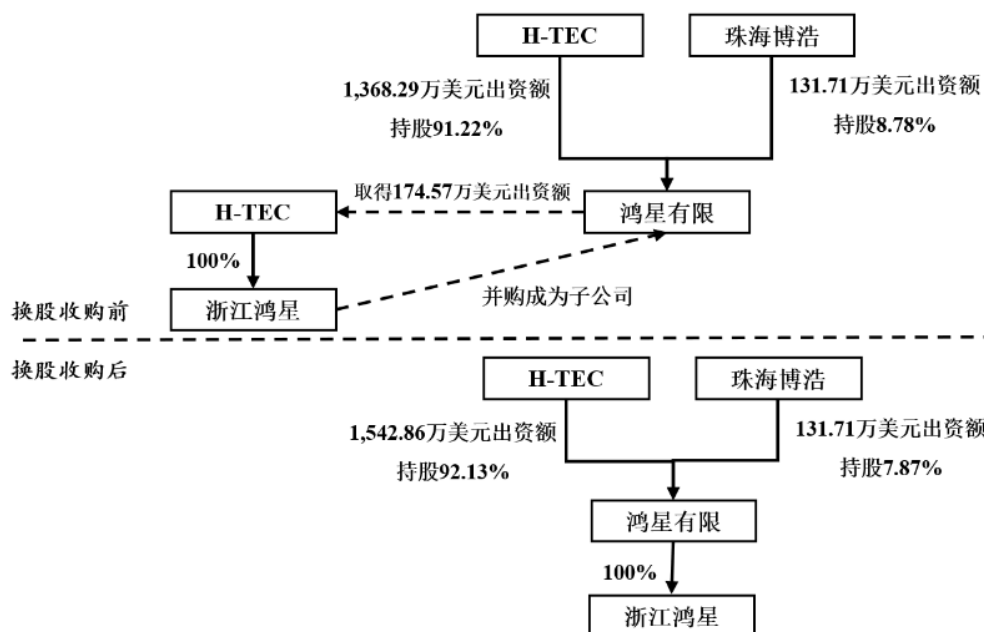 H-TEC
珠海博浩
1,368.29万美元出资额
持股91.22%
131.71万美元出资额
持股8.78%
取得174.57万美元出资额
H-TEC
鸿星有限
100%
浙江鸿星
并购成为子公司
换股收购前
换股收购后
H-TEC
珠海博浩
1,542.86万美元出资额
持股92.13%
131.71万美元出资额
持股7.87%
鸿星有限
100%
浙江鸿星